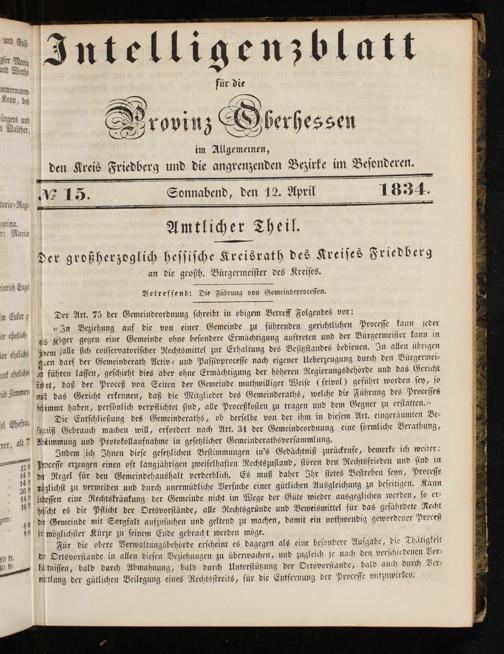 Intelligenzblatt
für die
Provinz Oberhessen
im Allgemeinen,
den Kreis Friedberg und die angrenzenden Bezirke im Besonderen.
№ 15. Sonnabend, den 12. April 1834.
Amtlicher Theil.
Der großherzoglich hessische Kreisrath des Kreises Friedberg
an die großh. Bürgermeister des Kreises.
Betreffend: Die Führung von Gemeindeprocessen.
Der Art. 75 der Gemeindeordnung schreibt in obigem Betreff Folgendes vor:
„In Beziehung auf die von einer Gemeinde zu führenden gerichtlichen Processe kann jeder
als Kläger gegen eine Gemeinde ohne besondere Ermächtigung auftreten und der Bürgermeister kann in
jedem Falle sich conservatorischer Rechtsmittel zur Erhaltung des Besitzstandes bedienen. In allen übrigen
darf der Gemeinderath Activ- und Passivprocesse nach eigener Ueberzeugung durch den Bürgermei-
führen lassen, geschieht dies aber ohne Ermächtigung der höheren Regierungsbehörde und das Gericht
findet, daß der Proceß von Seiten der Gemeinde muthwilliger Weise (frivol) geführt worden sey, so
muß das Gericht erkennen, daß die Mitglieder des Gemeinderaths, welche die Führung des Processes
bestimmt haben, persönlich verpflichtet sind, alle Proceßkosten zu tragen und dem Gegner zu erstatten.“
Die Entschließung des Gemeinderaths, ob derselbe von der ihm in diesem Art. eingeräumten Be-
fugniß Gebrauch machen will, erfordert nach Art. 31 der Gemeindeordnung eine förmliche Berathung,
Abstimmung und Protokollaufnahme in gesetzlicher Gemeinderathsversammlung.
Indem ich Ihnen diese gesetzlichen Bestimmungen in's Gedächtniß zurückrufe, bemerke ich weiter:
Processe erzeugen einen oft langjährigen zweifelhaften Rechtszustand, stören den Rechtsfrieden und sind in
der Regel für den Gemeindehaushalt verderblich. Es muß daher Ihr stetes Bestreben seyn, Processe
möglichst zu vermeiden und durch unermüdliche Versuche einer gütlichen Ausgleichung zu beseitigen. Kann
indessen eine Rechtskränkung der Gemeinde nicht im Wege der Güte wieder ausgeglichen werden, so er-
heischt es die Pflicht der Ortsvorstände, alle Rechtsgründe und Beweismittel für das gefährdete Recht
der Gemeinde mit Sorgfalt aufzusuchen und geltend zu machen, damit ein nothwendig gewordener Proceß
in möglichster Kürze zu seinem Ende gebracht werden möge.
Für die obere Verwaltungsbehörde erscheint es dagegen als eine besondere Aufgabe, die Thätigkeit
der Ortsvorstände in allen diesen Beziehungen zu überwachen, und zugleich je nach den verschiedenen Ver-
hältnissen, bald durch Abmahnung, bald durch Unterstützung der Ortsvorstände, bald auch durch Ver-
mittlung der gütlichen Beilegung eines Rechtsstreits, für die Entfernung der Processe mitzuwirken.